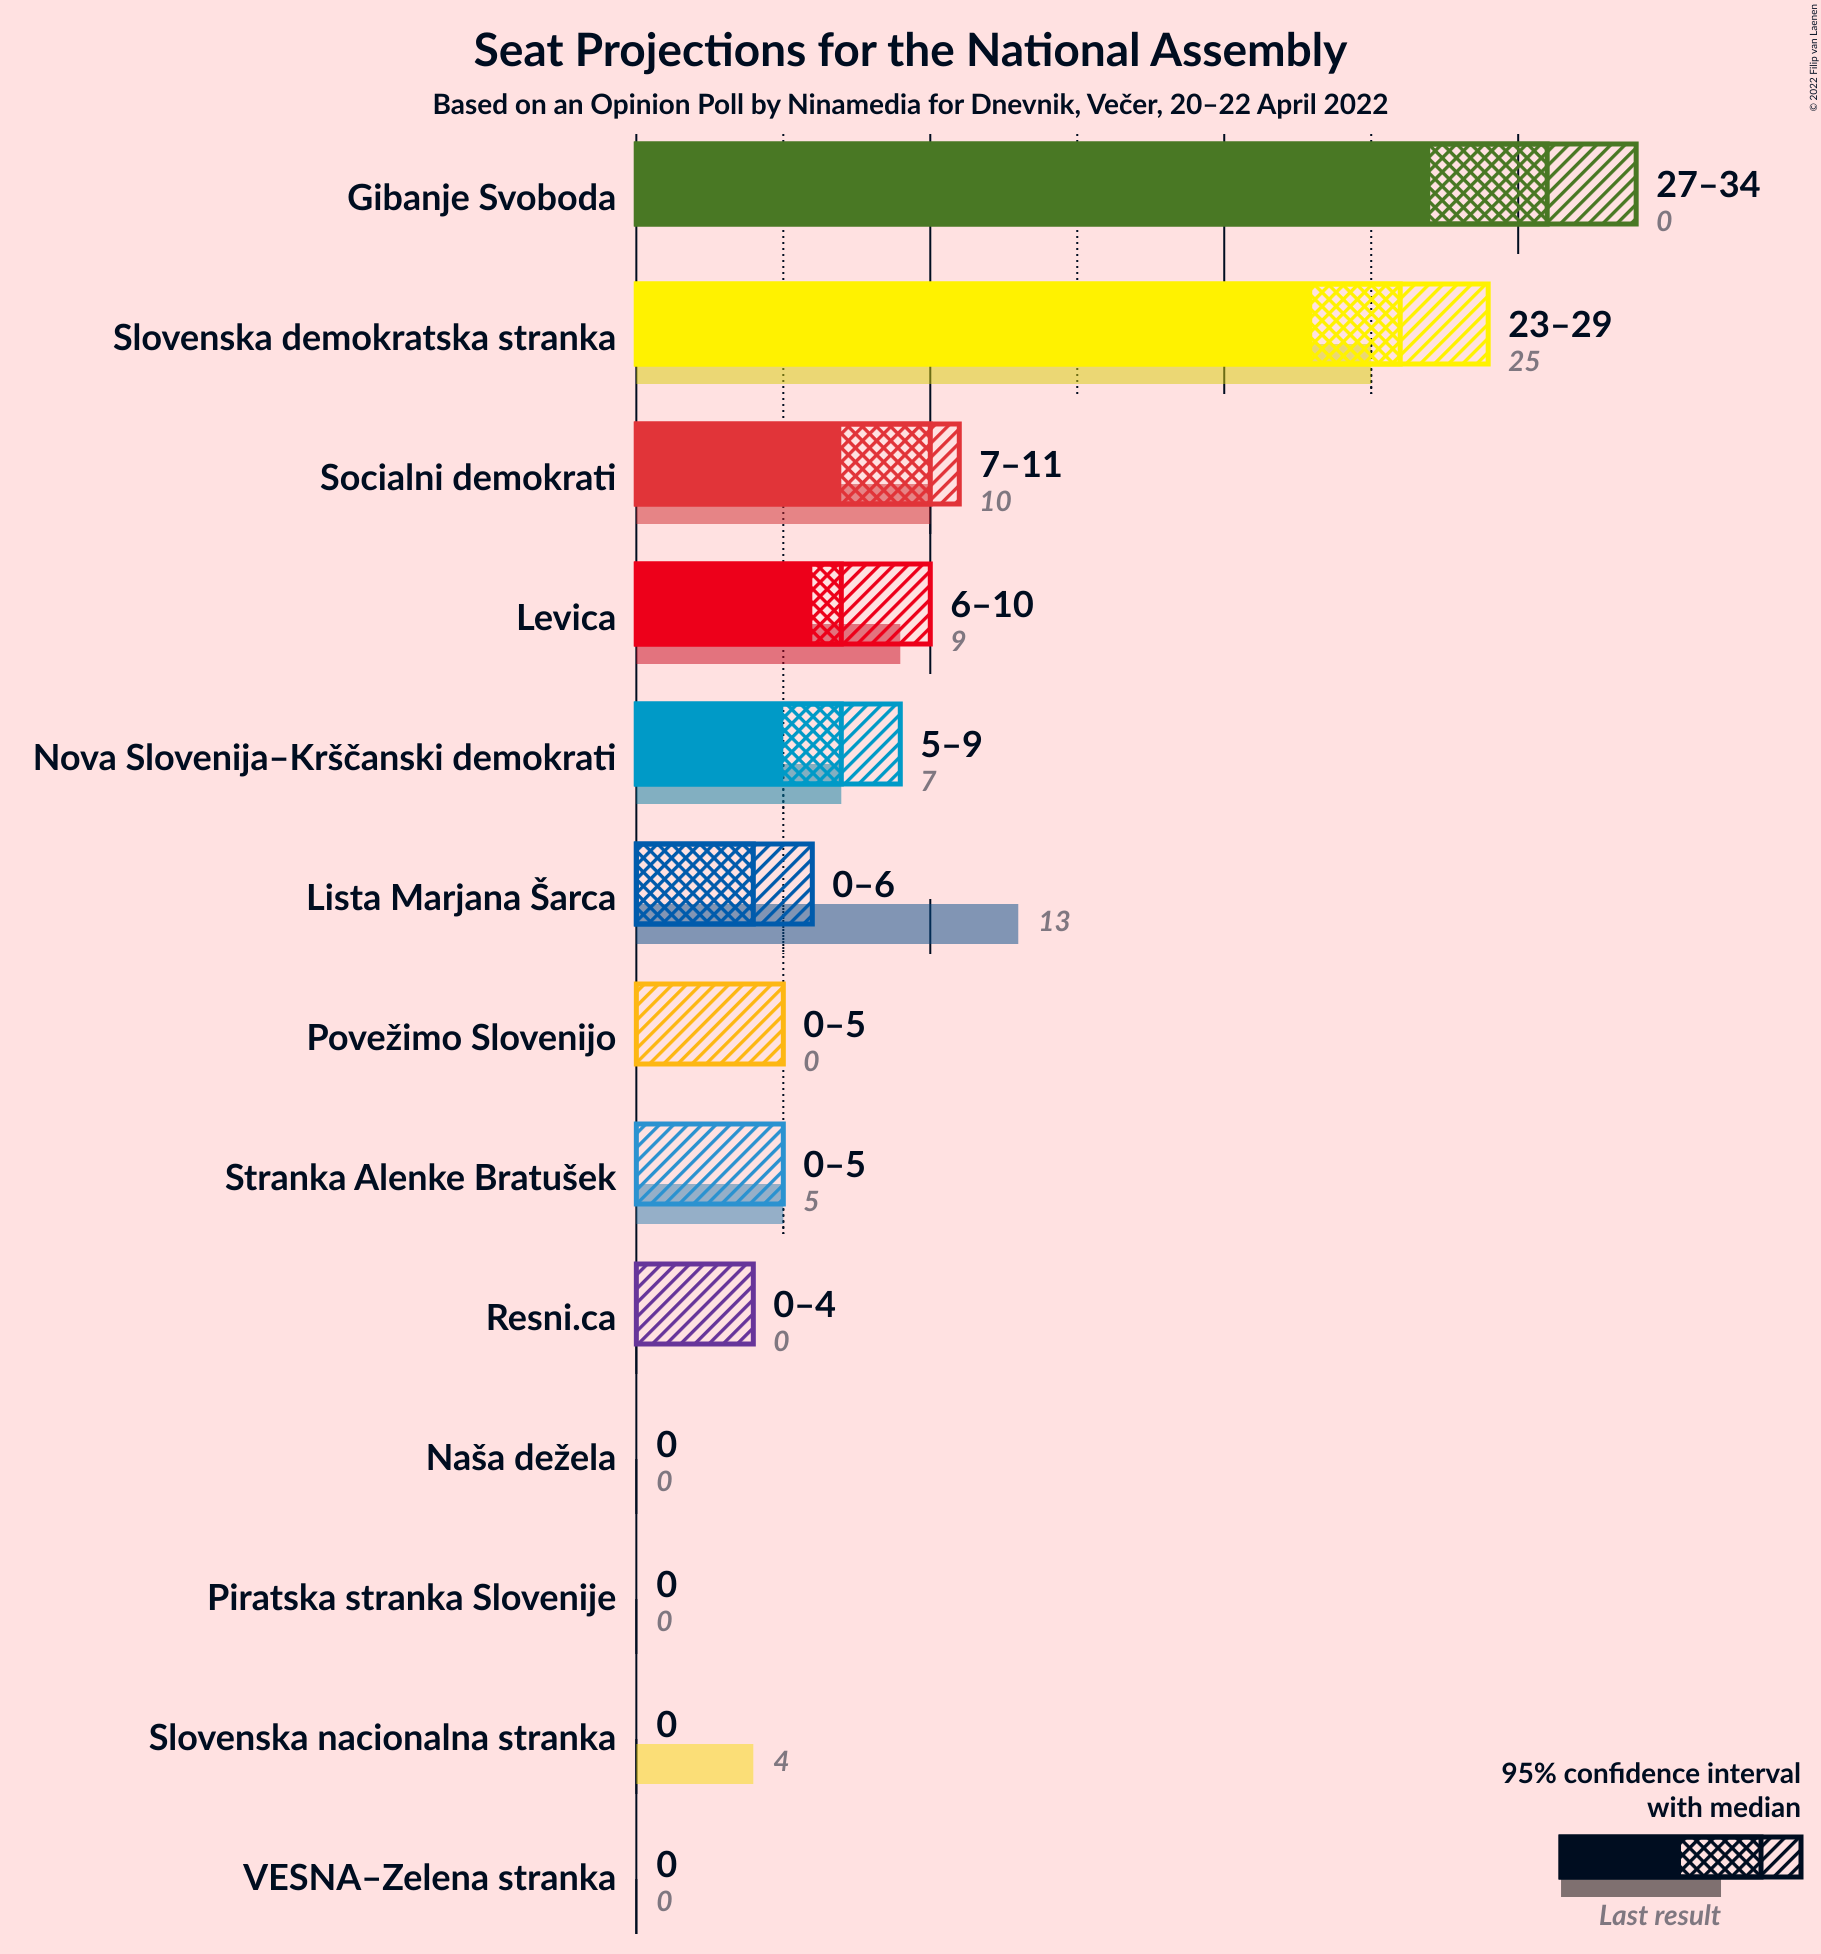 Seat Projections for the National Assembly
Based on an Opinion Poll by Ninamedia for Dnevnik, Večer, 20–22 April 2022
© 2022 Filip van Laenen
Gibanje Svoboda
27–34
0
Slovenska demokratska stranka
23–29
25
Socialni demokrati
7–11
10
Levica
6–10
9
Nova Slovenija–Krščanski demokrati
5–9
7
Lista Marjana Šarca
0–6
13
Povežimo Slovenijo
0–5
0
Stranka Alenke Bratušek
0–5
5
Resni.ca
0–4
0
Naša dežela
0
0
Piratska stranka Slovenije
0
0
Slovenska nacionalna stranka
0
4
VESNA–Zelena stranka
0
0
95% confidence interval
with median
Last result